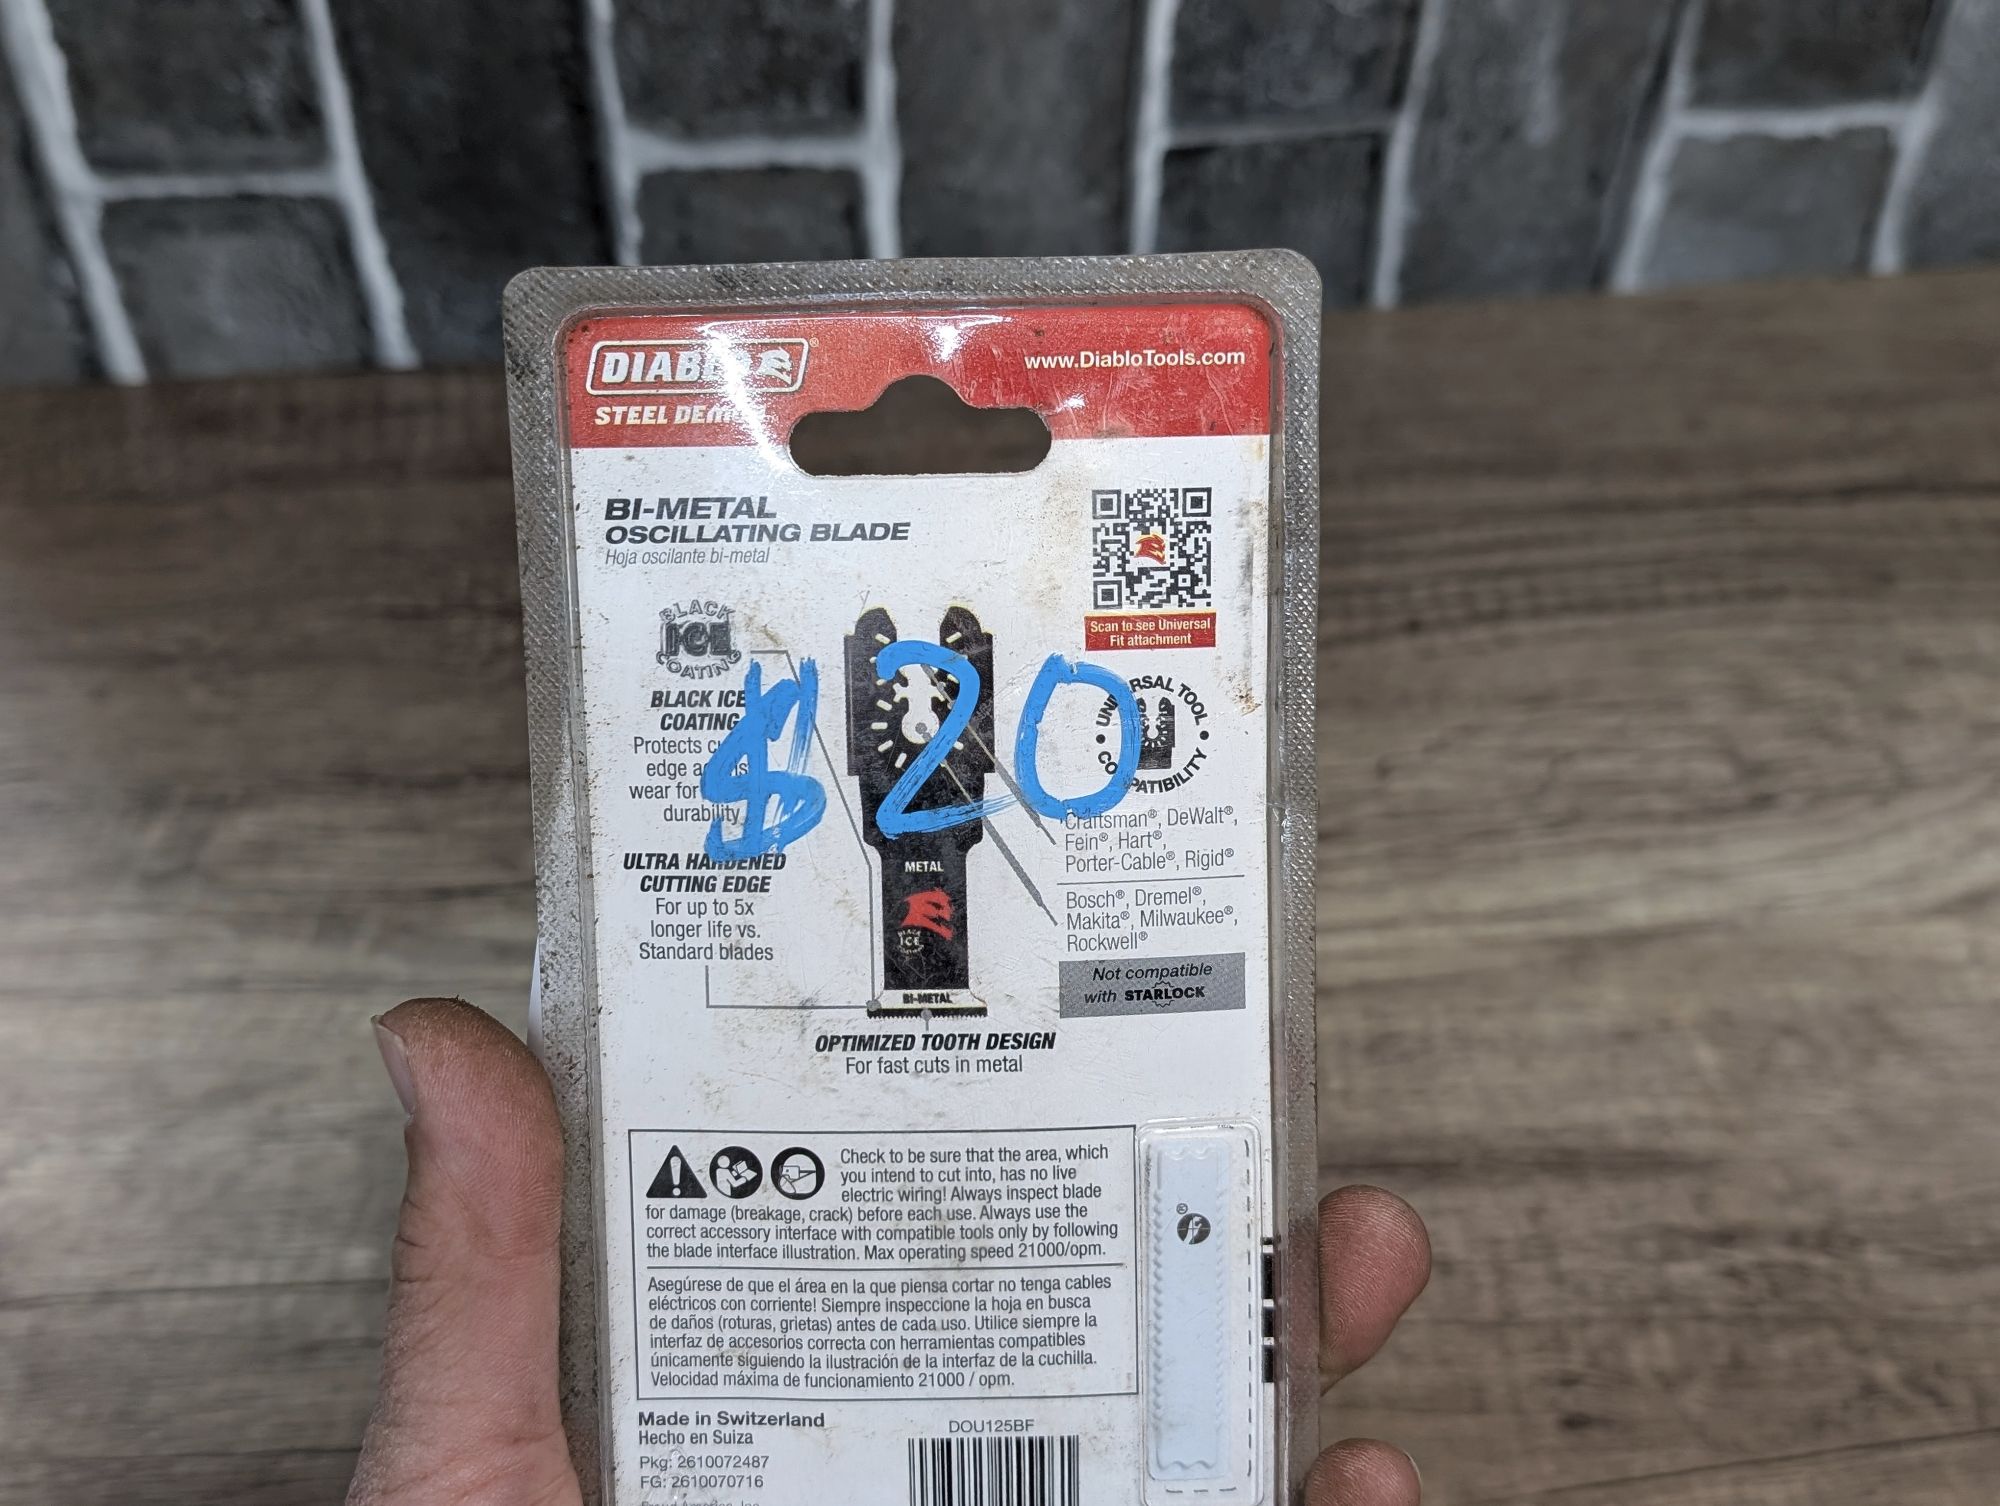 DIABLO
www.DiabloTools.com
STEEL
BI-METAL
OSCILLATING BLADE
Hoja oscilante bi-metal
Scan to see Universal
Fit attachment
BLACK
ICE
COATING
BLACK ICE
COATING
Protects
edge
wear for
durability
$20
UNIVERSAL TOOL
COMPATIBILITY
Craftsman®, DeWalt®,
Fein®, Hart®,
Porter-Cable®, Rigid®
Bosch®, Dremel®,
Makita®, Milwaukee®,
Rockwell®
Not compatible
with STARLOCK
ULTRA HARDENED
CUTTING EDGE
For up to 5x
longer life vs.
Standard blades
METAL
BLACK
ICE
BI-METAL
OPTIMIZED TOOTH DESIGN
For fast cuts in metal
Check to be sure that the area, which
you intend to cut into, has no live
electric wiring! Always inspect blade
for damage (breakage, crack) before each use. Always use the
correct accessory interface with compatible tools only by following
the blade interface illustration. Max operating speed 21000/opm.
Asegúrese de que el área en la que piensa cortar no tenga cables
eléctricos con corriente! Siempre inspeccione la hoja en busca
de daños (roturas, grietas) antes de cada uso. Utilice siempre la
interfaz de accesorios correcta con herramientas compatibles
únicamente siguiendo la ilustración de la interfaz de la cuchilla.
Velocidad máxima de funcionamiento 21000 / opm.
Made in Switzerland
Hecho en Suiza
Pkg: 2610072487
FG: 2610070716
DOU125BF